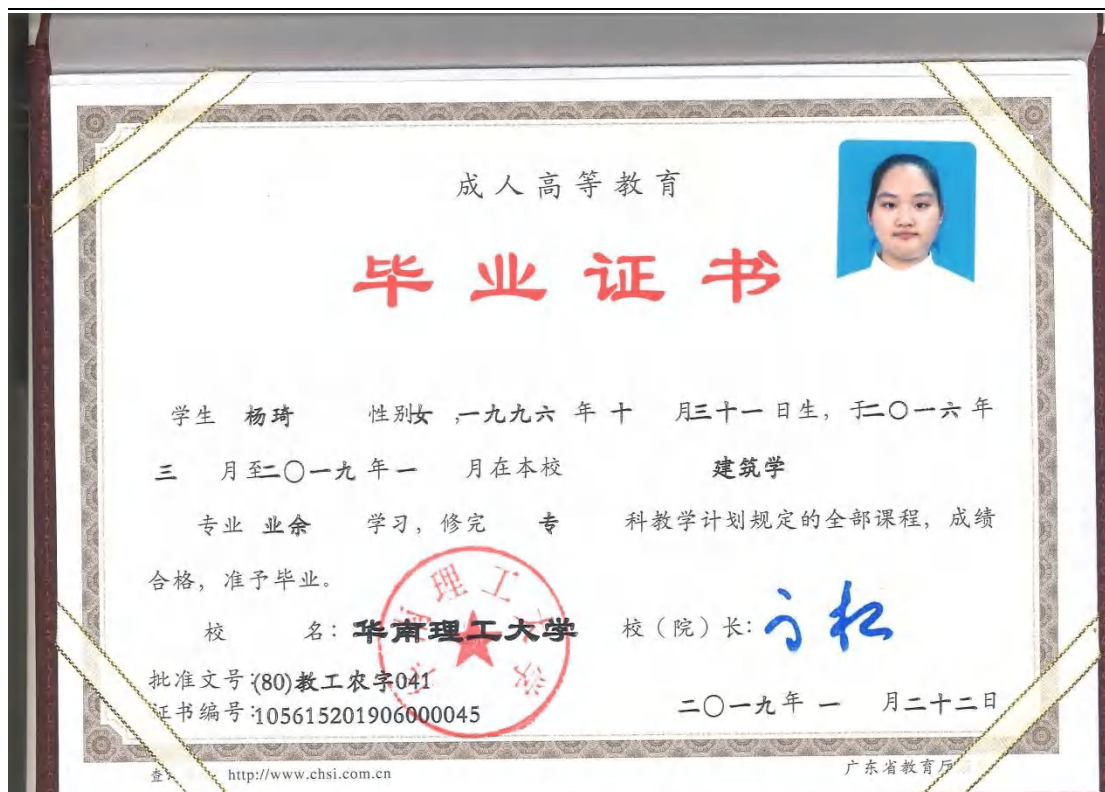 成人高等教育
毕业证书
学生 杨琦 性别女,一九九六 年 十 月三十一日生，于二〇一六年
三 月至二〇一九 年 一 月在本校 建筑学
专业 业余 学习，修完 专 科教学计划规定的全部课程，成绩
合格，准予毕业。
校 名：华南理工大学 校（院）长：
批准文号:(80)教工农字041
证书编号:105615201906000045
二〇一九年 一 月二十二日
华南理工大学
http://www.chsi.com.cn
广东省教育厅